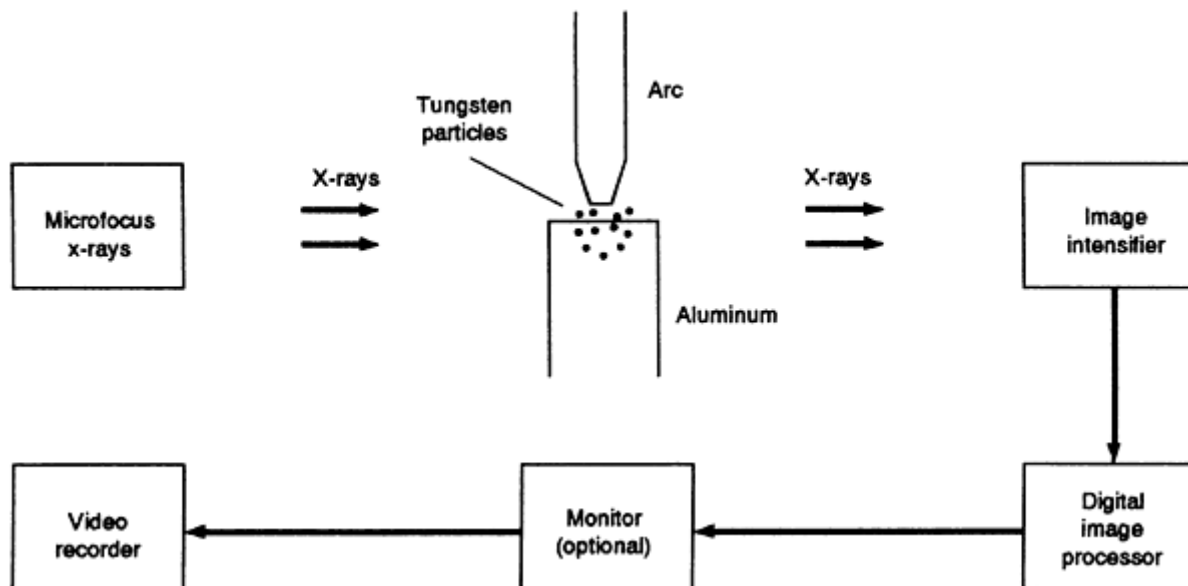 Arc
Tungsten
particles
X-rays
X-rays
Microfocus
x-rays
Image
intensifier
Aluminum
Video
recorder
Monitor
(optional)
Digital
image
processor